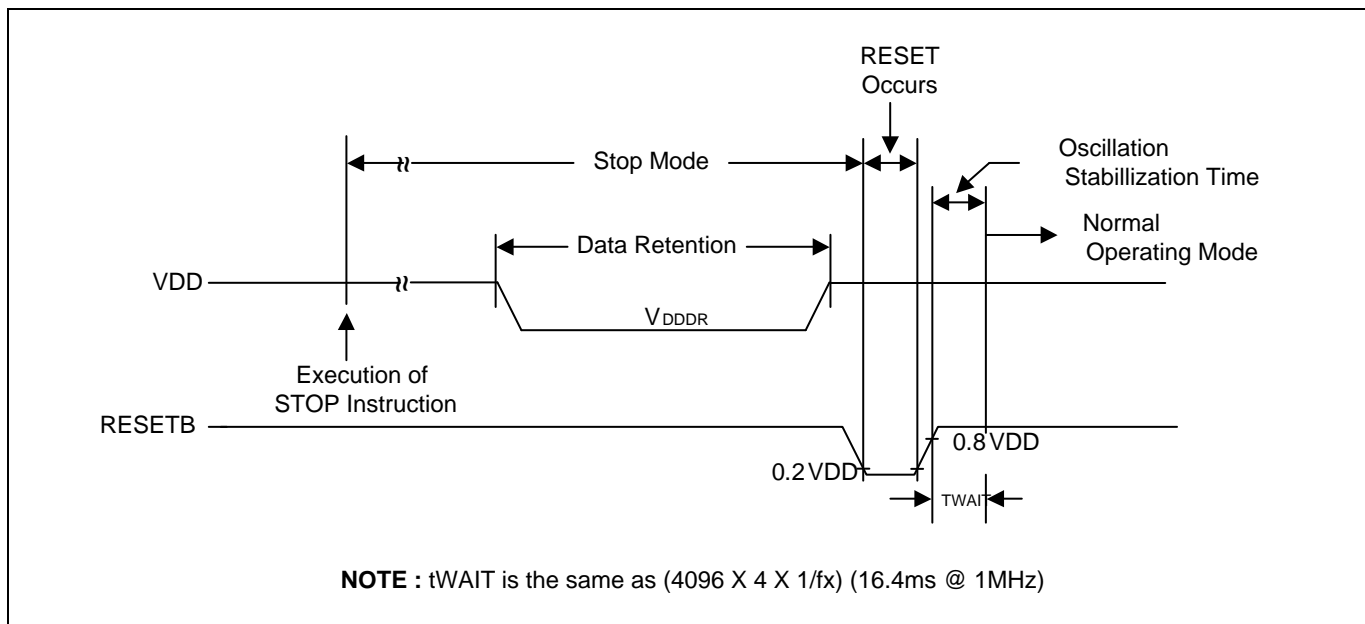 RESET
Occurs
Stop Mode
Oscillation
Stabillization Time
Normal
Operating Mode
Data Retention
VDD
VDDDR
Execution of
STOP Instruction
RESETB
0.8 VDD
0.2 VDD
TWAIT
NOTE : tWAIT is the same as (4096 X 4 X 1/fx) (16.4ms @ 1MHz)